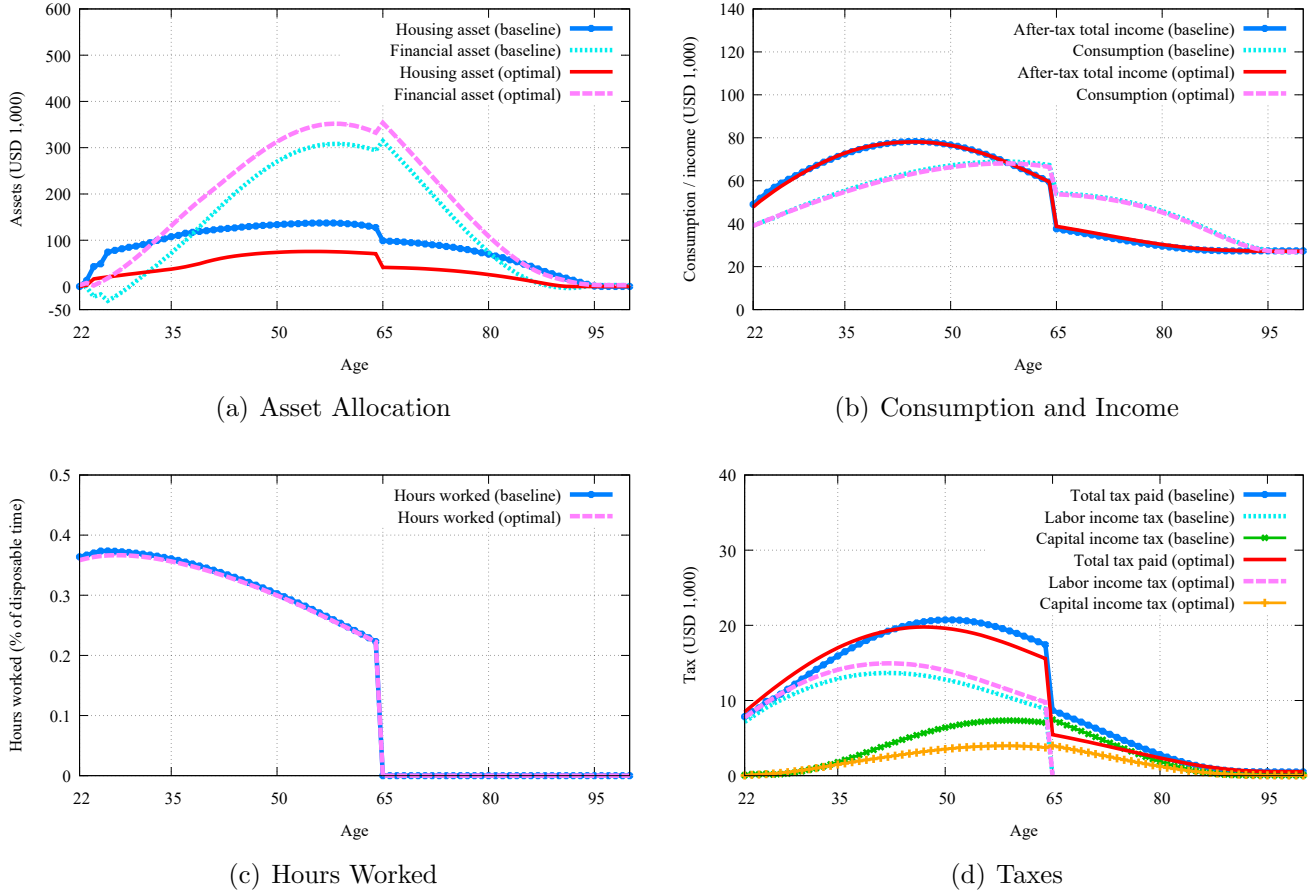 600
500
400
300
200
100
0
-50
Assets (USD 1,000)
Housing asset (baseline)
Financial asset (baseline)
Housing asset (optimal)
Financial asset (optimal)
22
35
50
65
80
95
Age
(a) Asset Allocation
140
120
100
80
60
40
20
0
Consumption / income (USD 1,000)
After-tax total income (baseline)
Consumption (baseline)
After-tax total income (optimal)
Consumption (optimal)
22
35
50
65
80
95
Age
(b) Consumption and Income
0.5
0.4
0.3
0.2
0.1
0
Hours worked (% of disposable time)
Hours worked (baseline)
Hours worked (optimal)
22
35
50
65
80
95
Age
(c) Hours Worked
40
30
20
10
0
Tax (USD 1,000)
Total tax paid (baseline)
Labor income tax (baseline)
Capital income tax (baseline)
Total tax paid (optimal)
Labor income tax (optimal)
Capital income tax (optimal)
22
35
50
65
80
95
Age
(d) Taxes